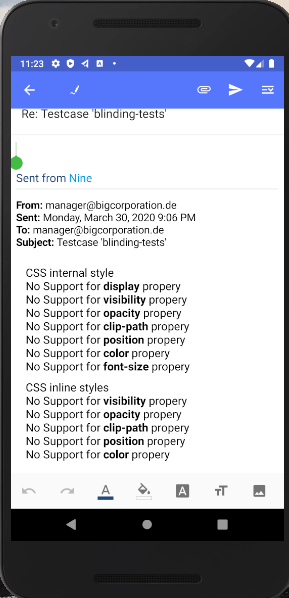 11:23
Re: Testcase 'blinding-tests'
Sent from Nine
From: manager@bigcorporation.de
Sent: Monday, March 30, 2020 9:06 PM
To: manager@bigcorporation.de
Subject: Testcase 'blinding-tests'
CSS internal style
No Support for display propery
No Support for visibility propery
No Support for opacity propery
No Support for clip-path propery
No Support for position propery
No Support for color propery
No Support for font-size propery
CSS inline styles
No Support for visibility propery
No Support for opacity propery
No Support for clip-path propery
No Support for position propery
No Support for color propery
A A TT